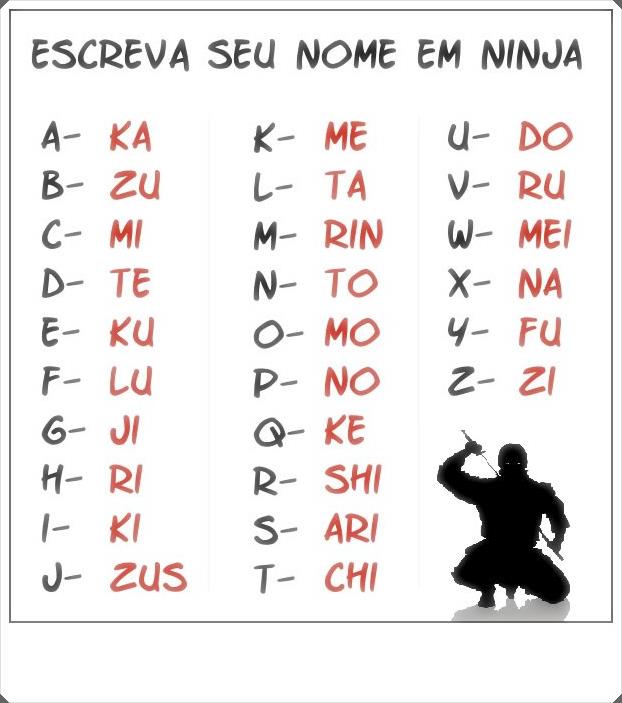 ESCREVA SEU NOME EM NINJA
A- KA
B- ZU
C- MI
D- TE
E- KU
F- LU
G- JI
H- RI
I- KI
J- ZUS
K- ME
L- TA
M- RIN
N- TO
O- MO
P- NO
Q- KE
R- SHI
S- ARI
T- CHI
U- DO
V- RU
W- MEI
X- NA
Y- FU
Z- ZI